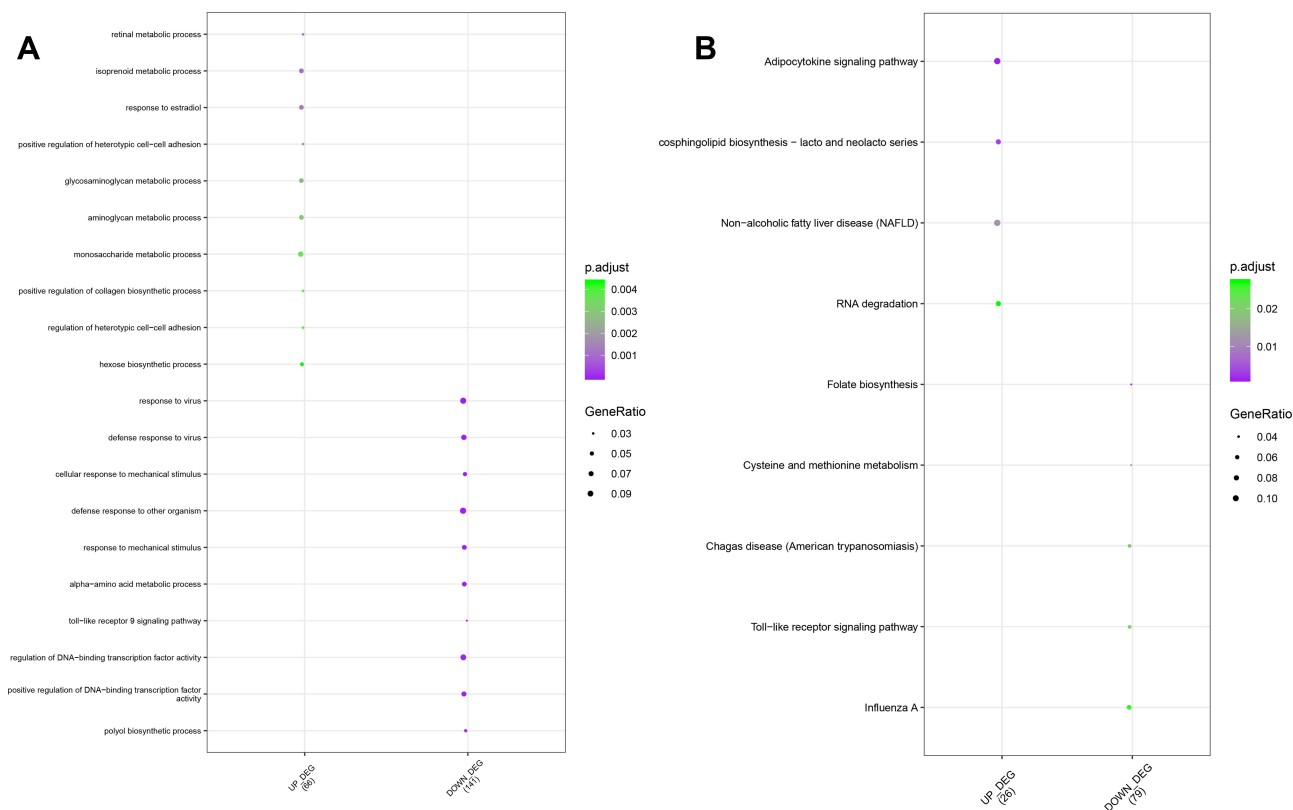 A
retinal metabolic process
isoprenoid metabolic process
response to estradiol
positive regulation of heterotypic cell−cell adhesion
glycosaminoglycan metabolic process
aminoglycan metabolic process
monosaccharide metabolic process
positive regulation of collagen biosynthetic process
regulation of heterotypic cell−cell adhesion
hexose biosynthetic process
response to virus
defense response to virus
cellular response to mechanical stimulus
defense response to other organism
response to mechanical stimulus
alpha−amino acid metabolic process
toll−like receptor 9 signaling pathway
regulation of DNA−binding transcription factor activity
positive regulation of DNA−binding transcription factor
activity
polyol biosynthetic process
UP_DEG
(66)
DOWN_DEG
(141)
p.adjust
0.004
0.003
0.002
0.001
GeneRatio
0.03
0.05
0.07
0.09
B
Adipocytokine signaling pathway
cosphingolipid biosynthesis − lacto and neolacto series
Non−alcoholic fatty liver disease (NAFLD)
RNA degradation
Folate biosynthesis
Cysteine and methionine metabolism
Chagas disease (American trypanosomiasis)
Toll−like receptor signaling pathway
Influenza A
UP_DEG
(26)
DOWN_DEG
(79)
p.adjust
0.02
0.01
GeneRatio
0.04
0.06
0.08
0.10